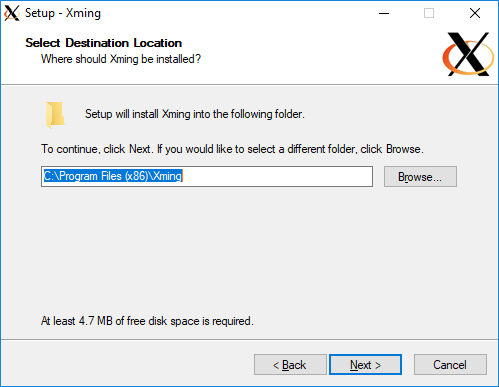 Setup - Xming
Select Destination Location
Where should Xming be installed?
Setup will install Xming into the following folder.
To continue, click Next. If you would like to select a different folder, click Browse.
C:\Program Files (x86)\Xming
Browse...
At least 4.7 MB of free disk space is required.
< Back
Next >
Cancel